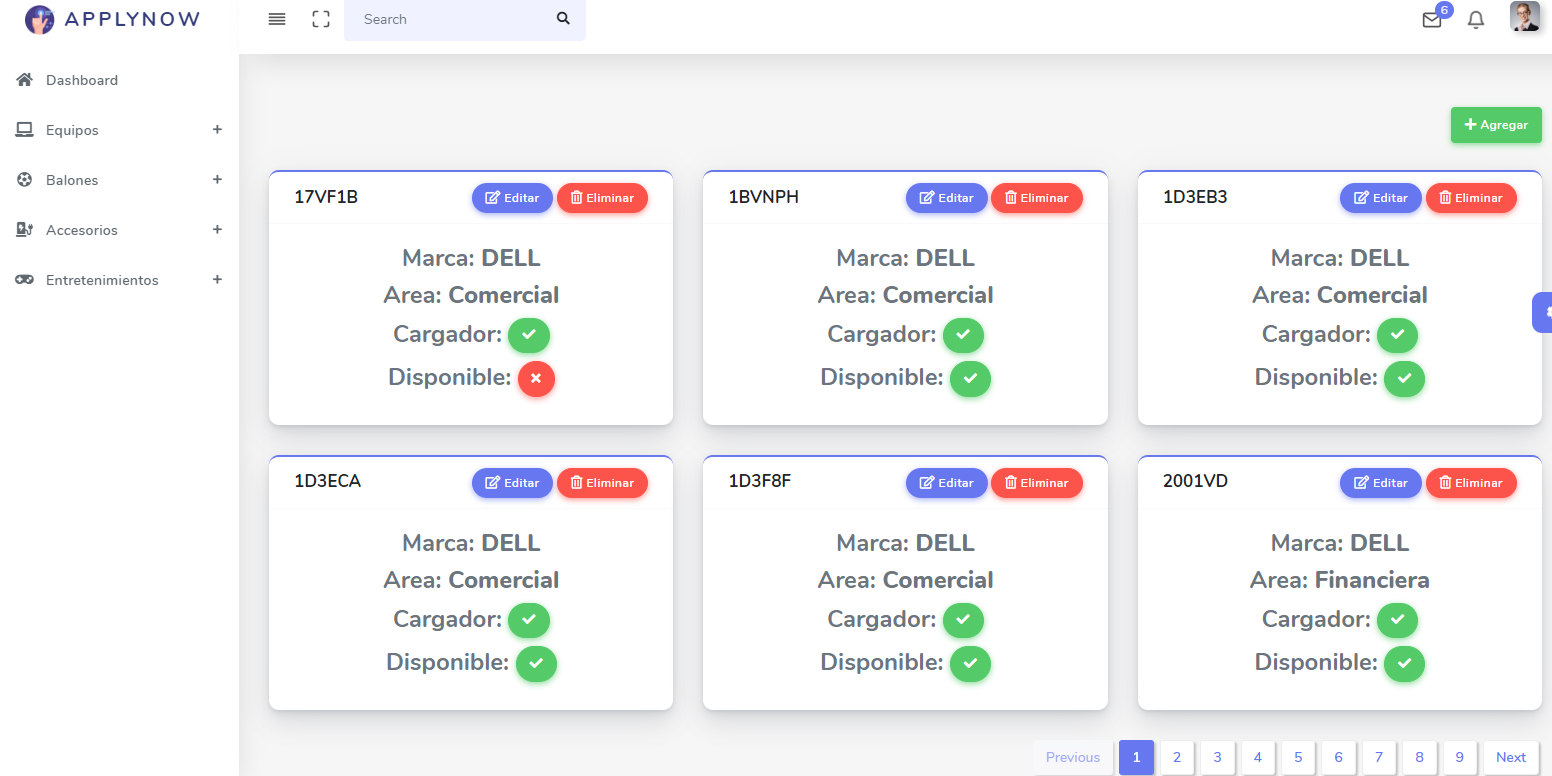 APPLYNOW
Search
6
Dashboard
Equipos +
Balones +
Accesorios +
Entretenimientos +
+ Agregar
17VF1B Editar Eliminar
Marca: DELL
Area: Comercial
Cargador:
Disponible:
1BVNPH Editar Eliminar
Marca: DELL
Area: Comercial
Cargador:
Disponible:
1D3EB3 Editar Eliminar
Marca: DELL
Area: Comercial
Cargador:
Disponible:
1D3ECA Editar Eliminar
Marca: DELL
Area: Comercial
Cargador:
Disponible:
1D3F8F Editar Eliminar
Marca: DELL
Area: Comercial
Cargador:
Disponible:
2001VD Editar Eliminar
Marca: DELL
Area: Financiera
Cargador:
Disponible:
Previous 1 2 3 4 5 6 7 8 9 Next